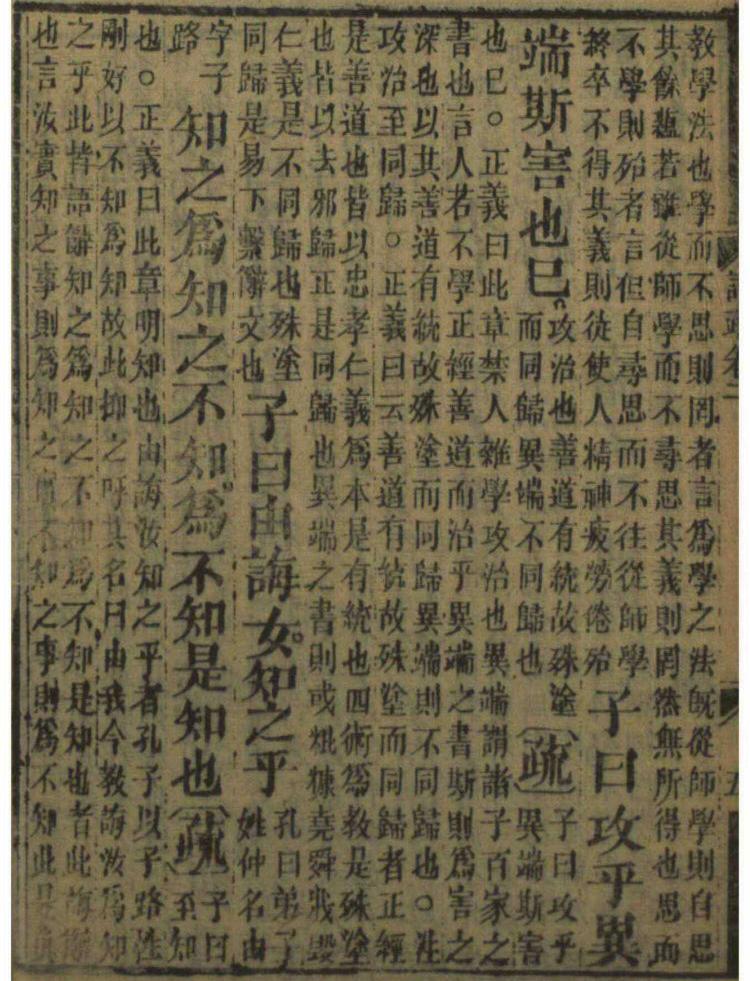 語疏卷二
五
教學法也學而不思則罔者言爲學之法旣從師學則自思
其餘蘊若雖從師學而不尋思其義則罔然無所得也思而
不學則殆者言但自尋思而不往從師學
終卒不得其義則徒使人精神疲勞倦殆
子曰攻乎異
端斯害也已。
攻治也善道有統故殊塗
而同歸異端不同歸也
疏
子曰攻乎
異端斯害
也已○正義曰此章禁人雜學攻治也異端謂諸子百家之
書也言人若不學正經善道而治乎異端之書斯則爲害之
深也以其善道有統故殊塗而同歸異端則不同歸也○注
攻治至同歸○正義曰云善道有統故殊塗而同歸者正經
是善道也皆以忠孝仁義爲本是有統也四術爲教是殊塗
也皆以去邪歸正是同歸也異端之書則或粃糠堯舜戕毀
仁義是不同歸也殊塗
同歸是易下繫辭文也
子曰由誨女。知之乎
孔曰弟子
姓仲名由
字子
路
知之爲知之不知。爲不知是知也
疏
子曰
至知
也○正義曰此章明知也由誨汝知之乎者孔子以子路性
剛好以不知爲知故此抑之呼其名曰由我今教誨汝爲知
之乎此皆語辭知之爲知之不知爲不知是知也者此誨辭
也言汝實知之事則爲知之實不知之事則爲不知此是真